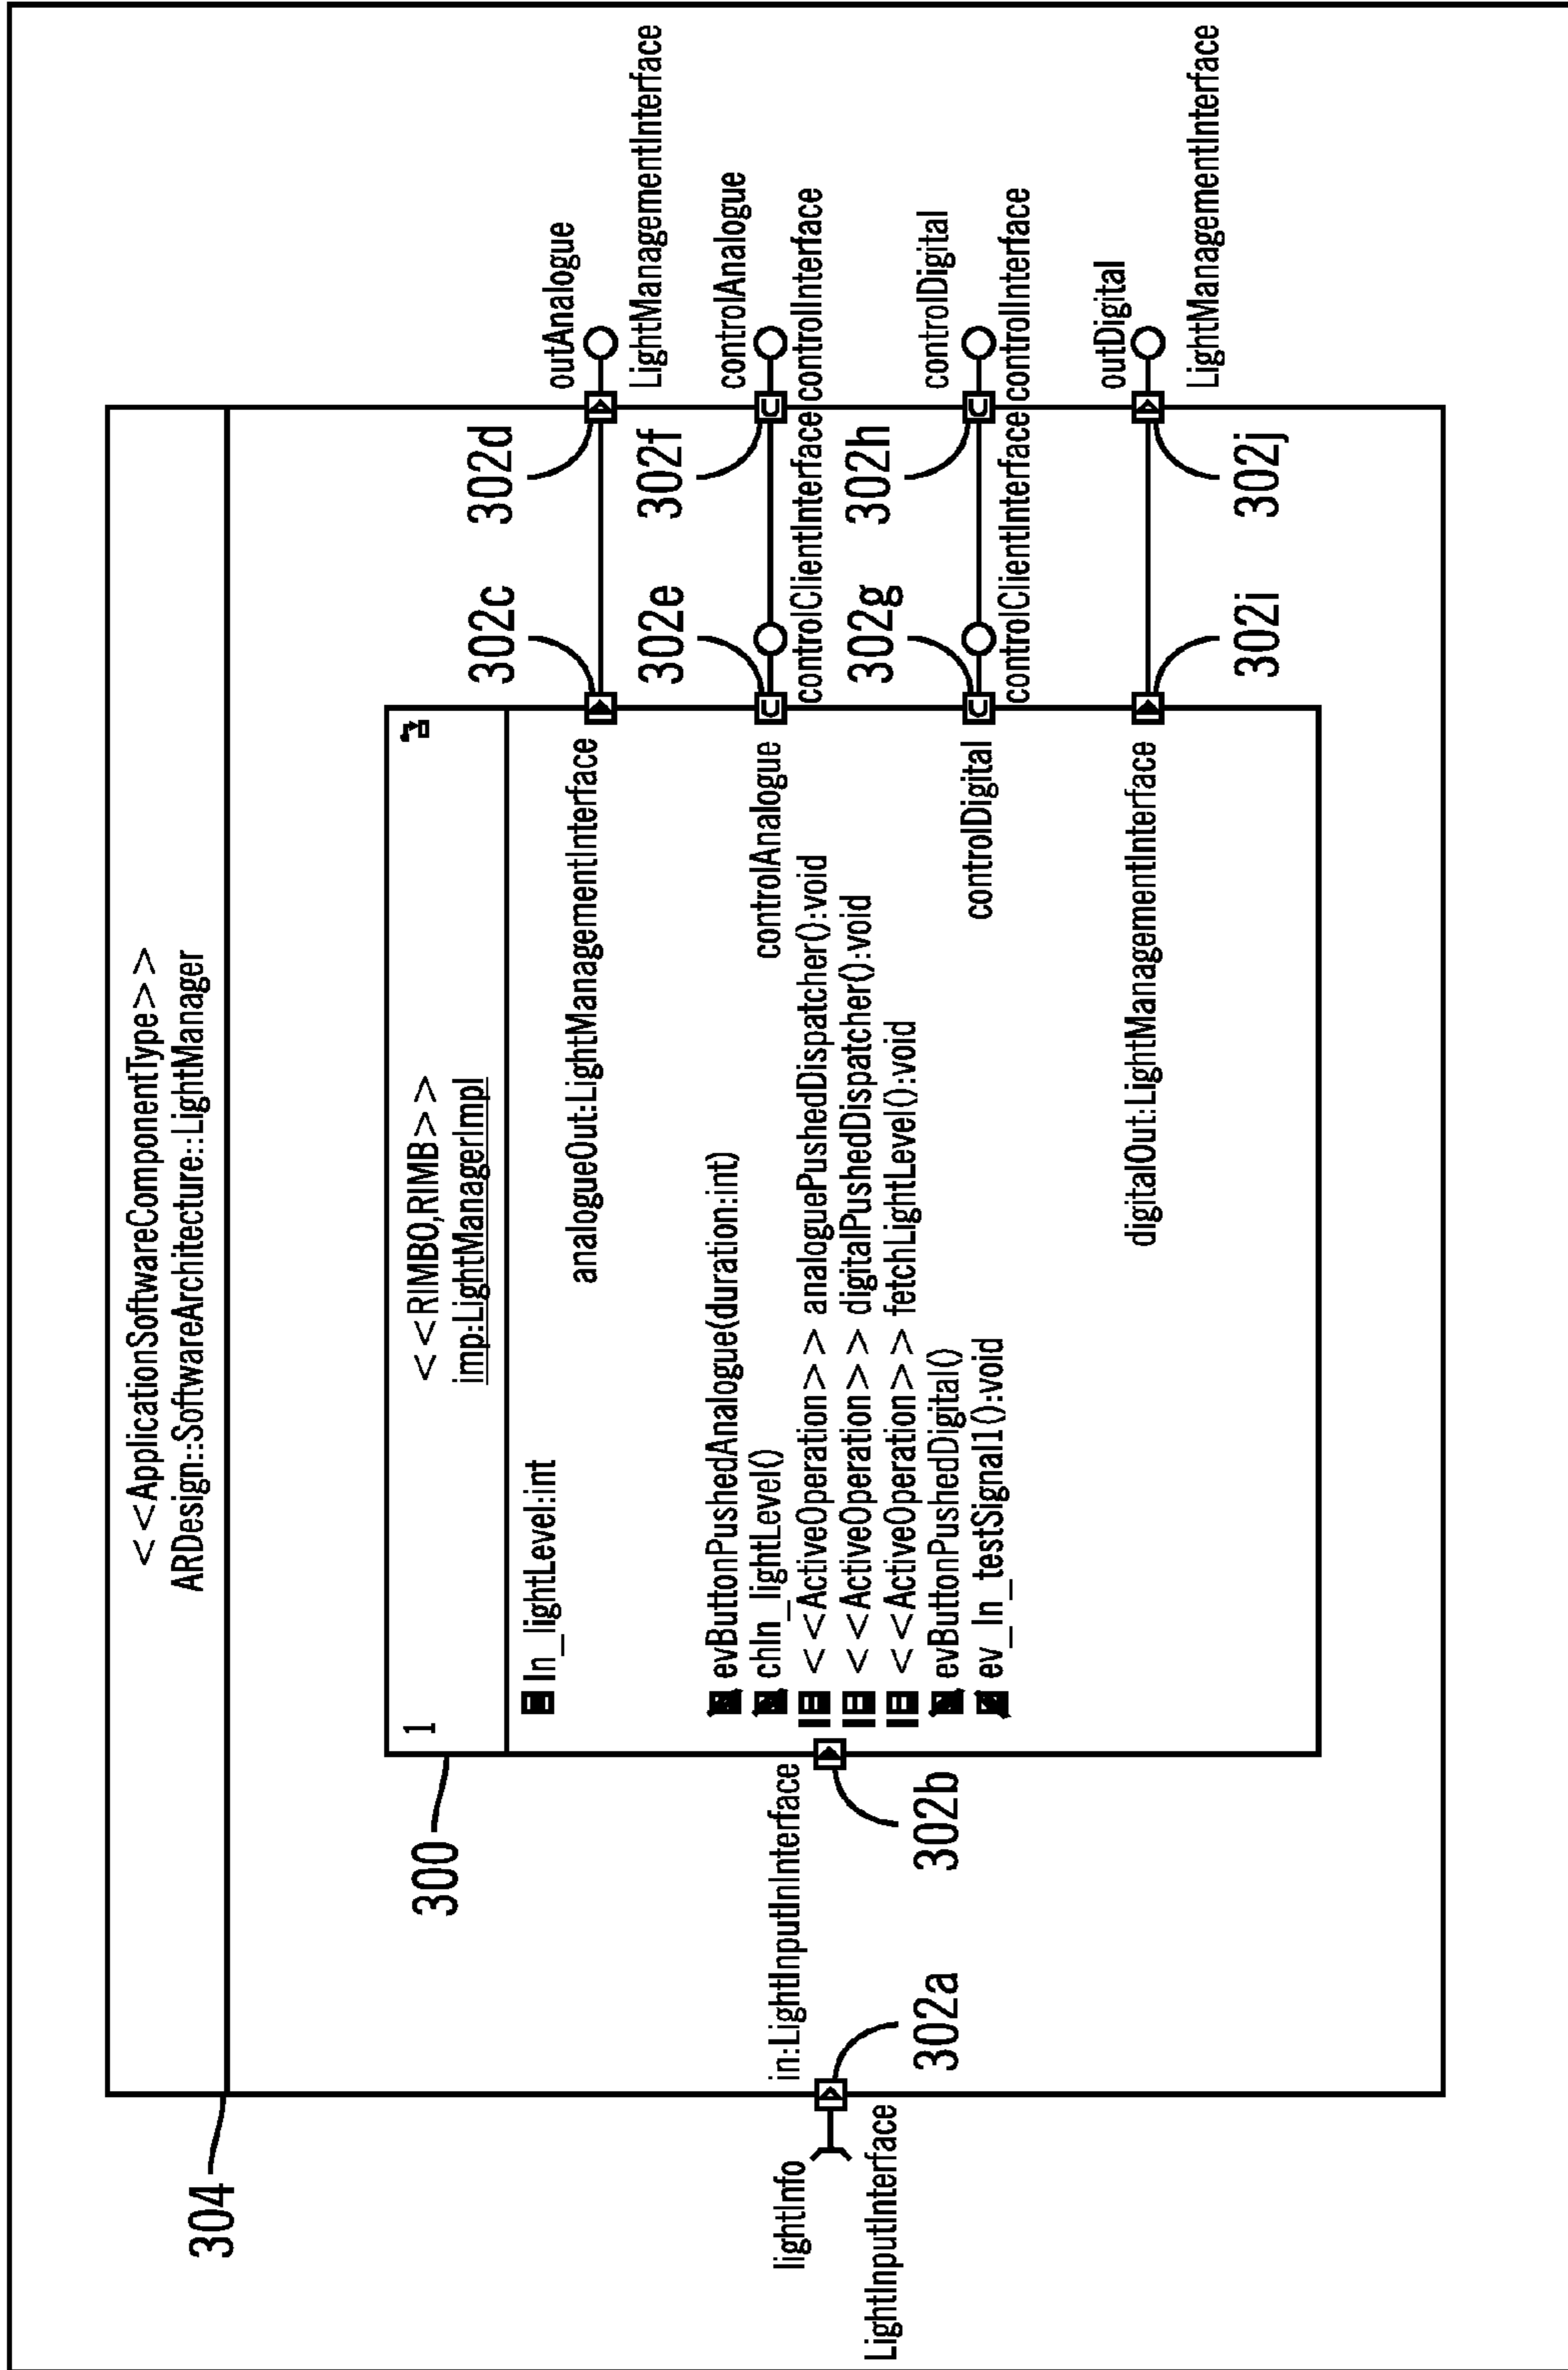 <<ApplicationSoftwareComponentType>>
ARDesign::SoftwareArchitecture::LightManager
304
300
1
<<RIMBO,RIMB>>
imp:LightManagerImpl
In_lightLevel:int
analogueOut:LightManagementInterface
302c
302d
outAnalogue
LightManagementInterface
evButtonPushedAnalogue(duration:int)
chIn_lightLevel()
controlAnalogue
302e
controlClientInterface
302f
controlAnalogue
controlInterface
<<ActiveOperation>> analoguePushedDispatcher():void
<<ActiveOperation>> digitalPushedDispatcher():void
<<ActiveOperation>> fetchLightLevel():void
evButtonPushedDigital()
ev_In_testSignal1():void
controlDigital
302g
controlClientInterface
302h
controlDigital
controlInterface
digitalOut:LightManagementInterface
302i
302j
outDigital
LightManagementInterface
lightInfo
LightInputInterface
302a
in:LightInputInInterface
302b